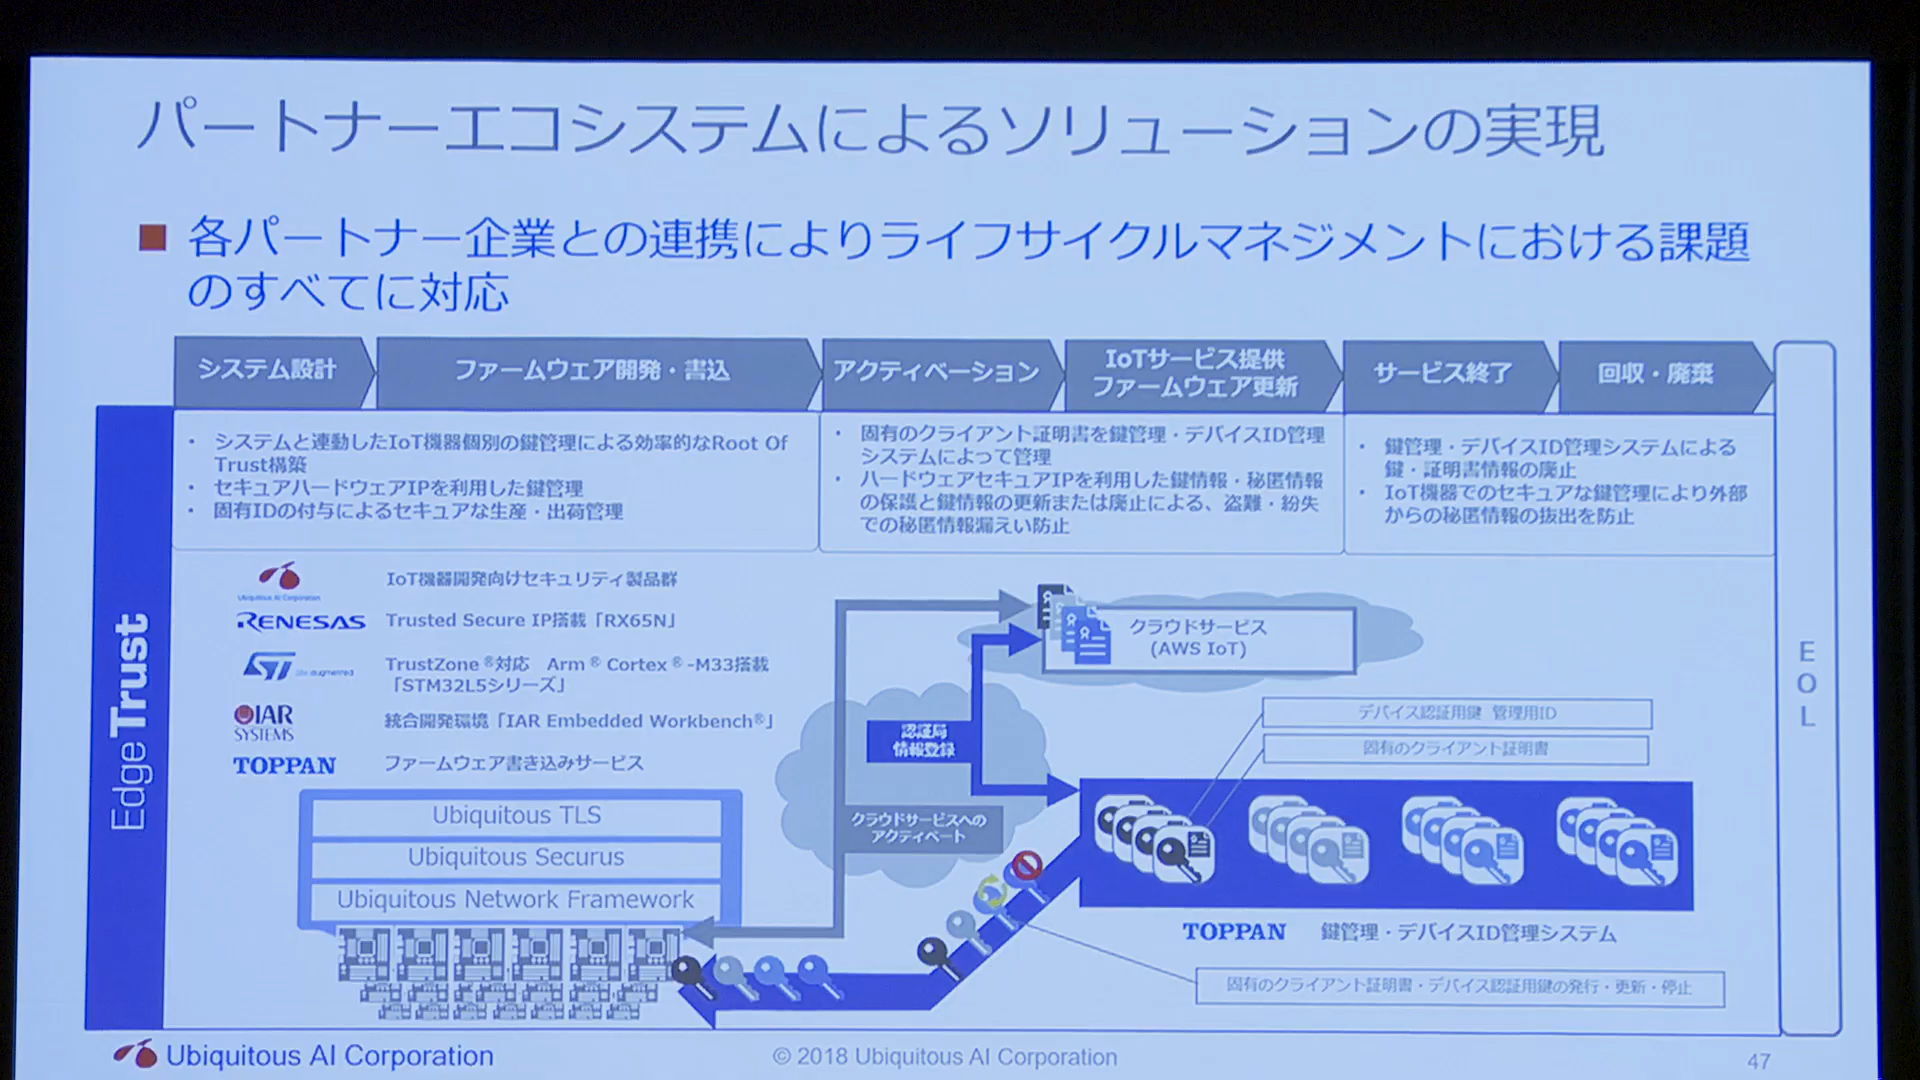 パートナーエコシステムによるソリューションの実現
各パートナー企業との連携によりライフサイクルマネジメントにおける課題
のすべてに対応
システム設計
ファームウェア開発・書込
アクティベーション
IoTサービス提供
ファームウェア更新
サービス終了
回収・廃棄
Edge Trust
・ システムと連動したIoT機器個別の鍵管理による効率的なRoot Of
Trust構築
・ セキュアハードウェアIPを利用した鍵管理
・ 固有IDの付与によるセキュアな生産・出荷管理
・ 固有のクライアント証明書を鍵管理・デバイスID管理
システムによって管理
・ ハードウェアセキュアIPを利用した鍵情報・秘匿情報
の保護と鍵情報の更新または廃止による、盗難・紛失
での秘匿情報漏えい防止
・ 鍵管理・デバイスID管理システムによる
鍵・証明書情報の廃止
・ IoT機器でのセキュアな鍵管理により外部
からの秘匿情報の抜出を防止
EOL
Ubiquitous AI Corporation
IoT機器開発向けセキュリティ製品群
RENESAS
Trusted Secure IP搭載「RX65N」
ST life.augmented
TrustZone®対応 Arm® Cortex®-M33搭載
「STM32L5シリーズ」
IAR
SYSTEMS
統合開発環境「IAR Embedded Workbench®」
TOPPAN
ファームウェア書き込みサービス
Ubiquitous TLS
Ubiquitous Securus
Ubiquitous Network Framework
クラウドサービス
(AWS IoT)
認証局
情報登録
クラウドサービスへの
アクティベート
デバイス認証用鍵 管理用ID
固有のクライアント証明書
TOPPAN 鍵管理・デバイスID管理システム
固有のクライアント証明書・デバイス認証用鍵の発行・更新・停止
Ubiquitous AI Corporation
© 2018 Ubiquitous AI Corporation
47